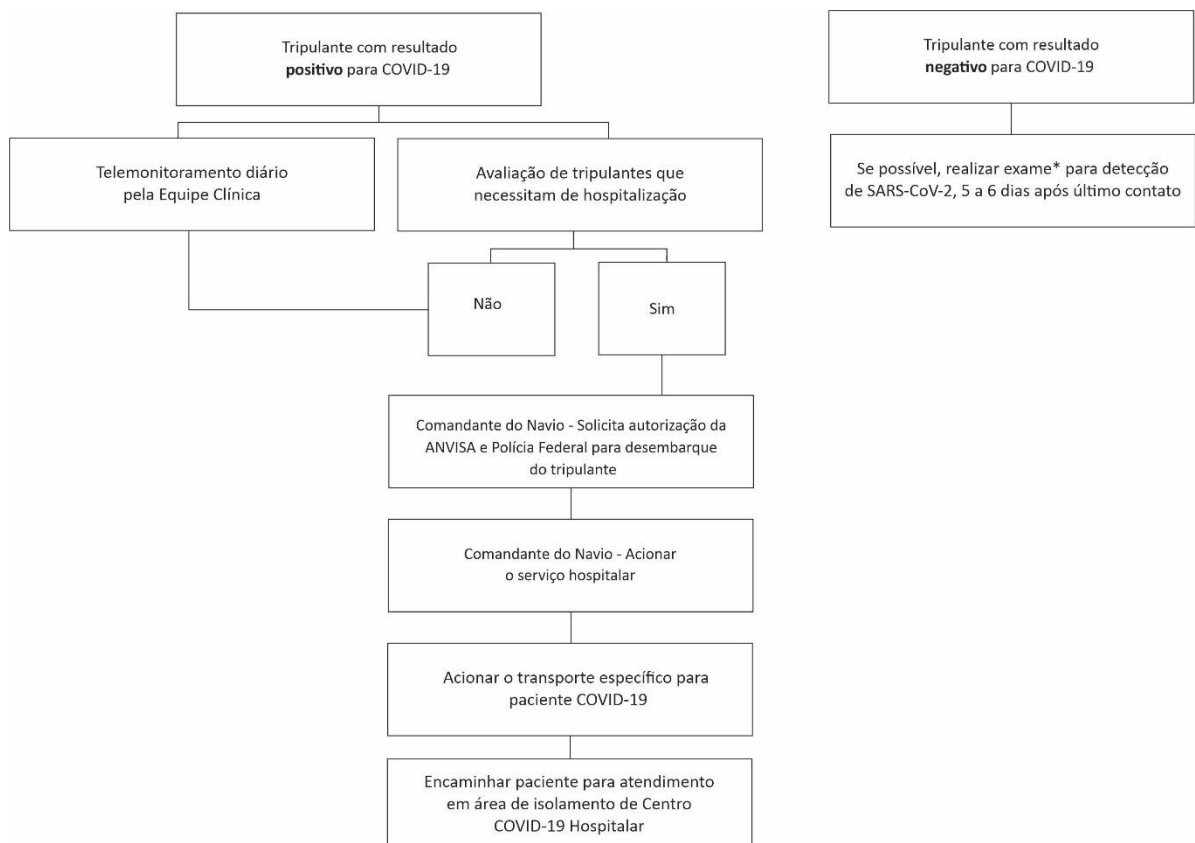 Tripulante com resultado
positivo para COVID-19
Tripulante com resultado
negativo para COVID-19
Telemonitoramento diário
pela Equipe Clínica
Avaliação de tripulantes que
necessitam de hospitalização
Se possível, realizar exame* para detecção
de SARS-CoV-2, 5 a 6 dias após último contato
Não
Sim
Comandante do Navio - Solicita autorização da
ANVISA e Polícia Federal para desembarque
do tripulante
Comandante do Navio - Acionar
o serviço hospitalar
Acionar o transporte específico para
paciente COVID-19
Encaminhar paciente para atendimento
em área de isolamento de Centro
COVID-19 Hospitalar